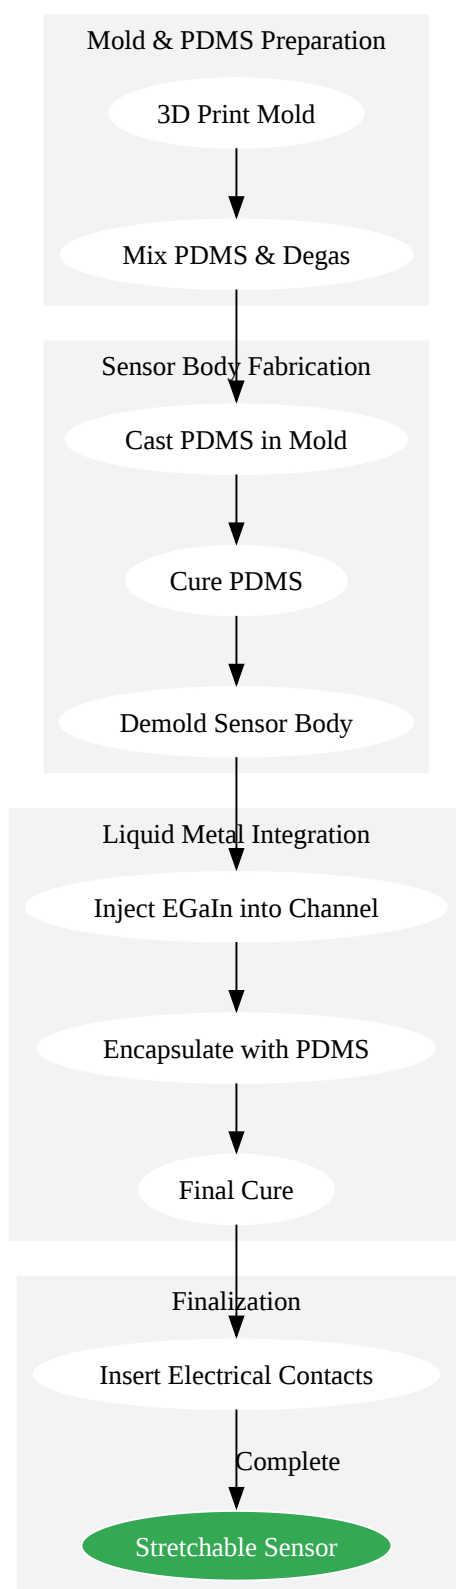 Mold & PDMS Preparation
3D Print Mold
Mix PDMS & Degas
Sensor Body Fabrication
Cast PDMS in Mold
Cure PDMS
Demold Sensor Body
Liquid Metal Integration
Inject EGaIn into Channel
Encapsulate with PDMS
Final Cure
Finalization
Insert Electrical Contacts
Complete
Stretchable Sensor